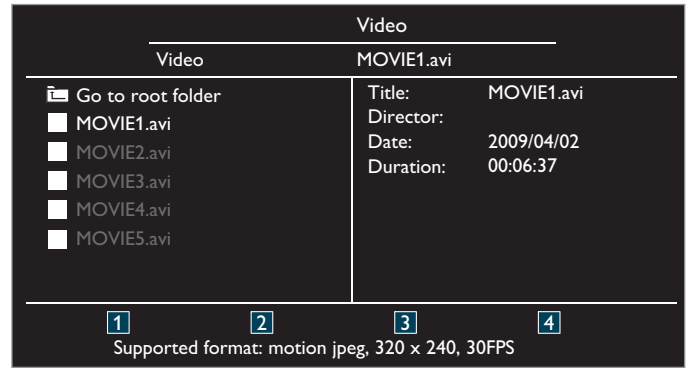 Video
Video MOVIE1.avi
Go to root folder
MOVIE1.avi
MOVIE2.avi
MOVIE3.avi
MOVIE4.avi
MOVIE5.avi
Title: MOVIE1.avi
Director:
Date: 2009/04/02
Duration: 00:06:37
1 2 3 4
Supported format: motion jpeg, 320 x 240, 30FPS